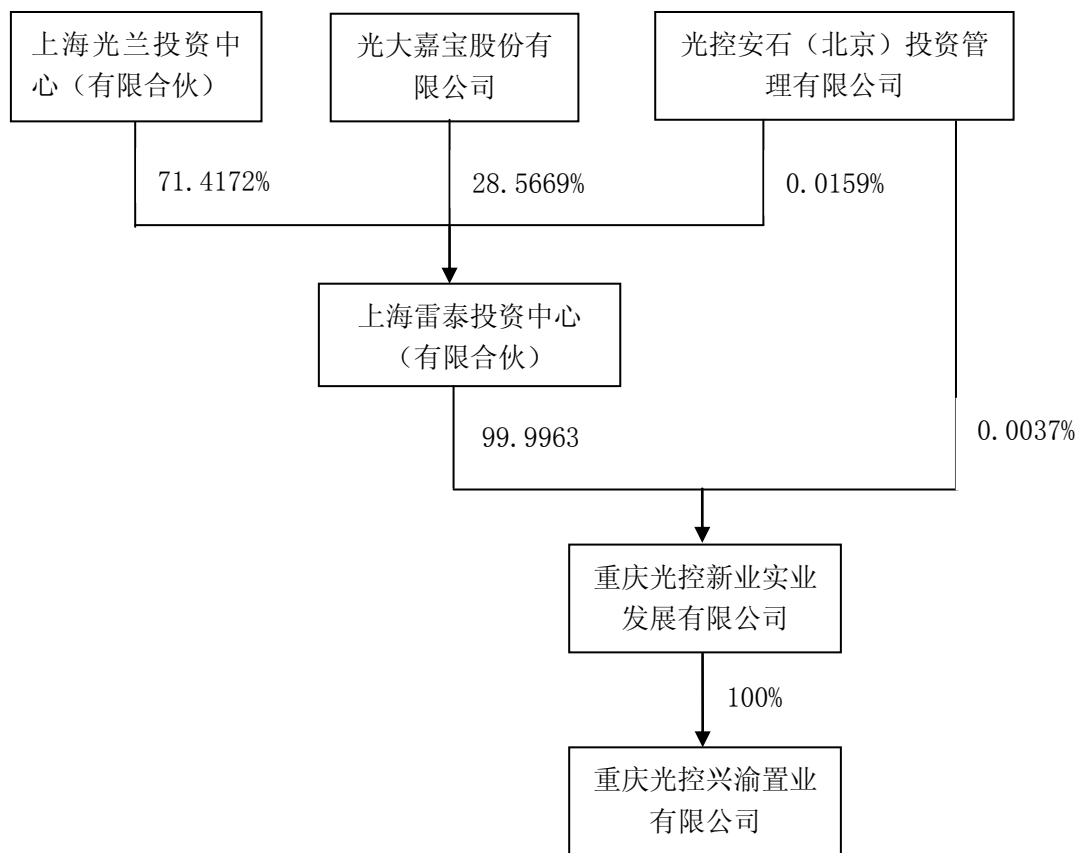 上海光兰投资中
心（有限合伙）
光大嘉宝股份有
限公司
光控安石（北京）投资管
理有限公司
71.4172%
28.5669%
0.0159%
上海雷泰投资中心
（有限合伙）
99.9963
0.0037%
重庆光控新业实业
发展有限公司
100%
重庆光控兴渝置业
有限公司